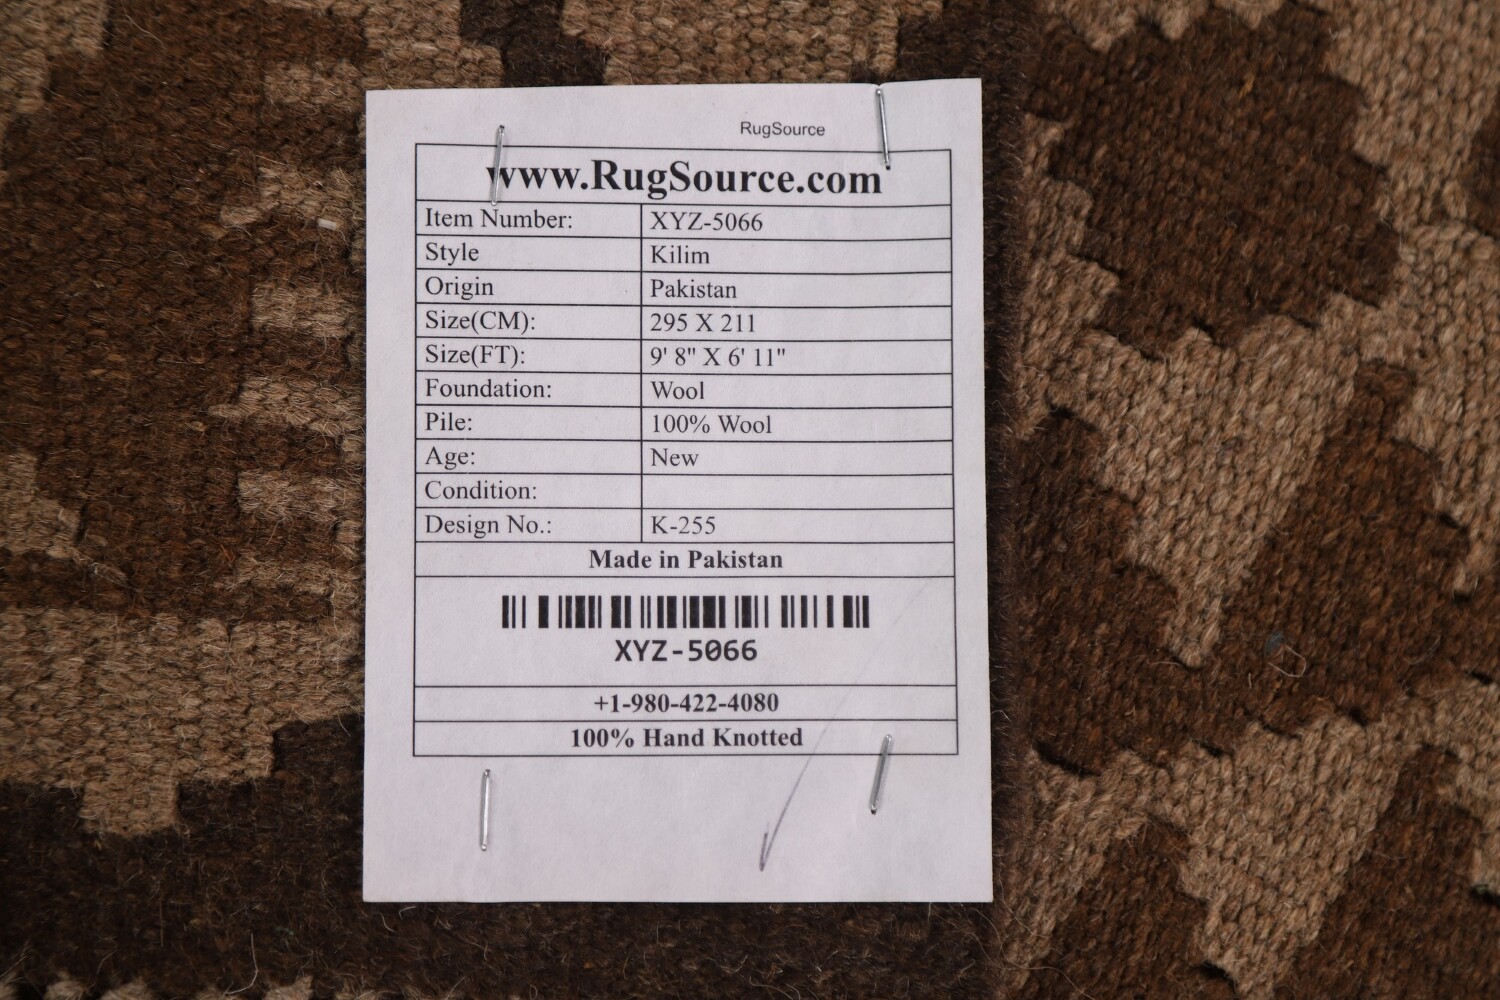 RugSource
www.RugSource.com
Item Number: XYZ-5066
Style Kilim
Origin Pakistan
Size(CM): 295 X 211
Size(FT): 9' 8" X 6' 11"
Foundation: Wool
Pile: 100% Wool
Age: New
Condition:
Design No.: K-255
Made in Pakistan
XYZ-5066
+1-980-422-4080
100% Hand Knotted